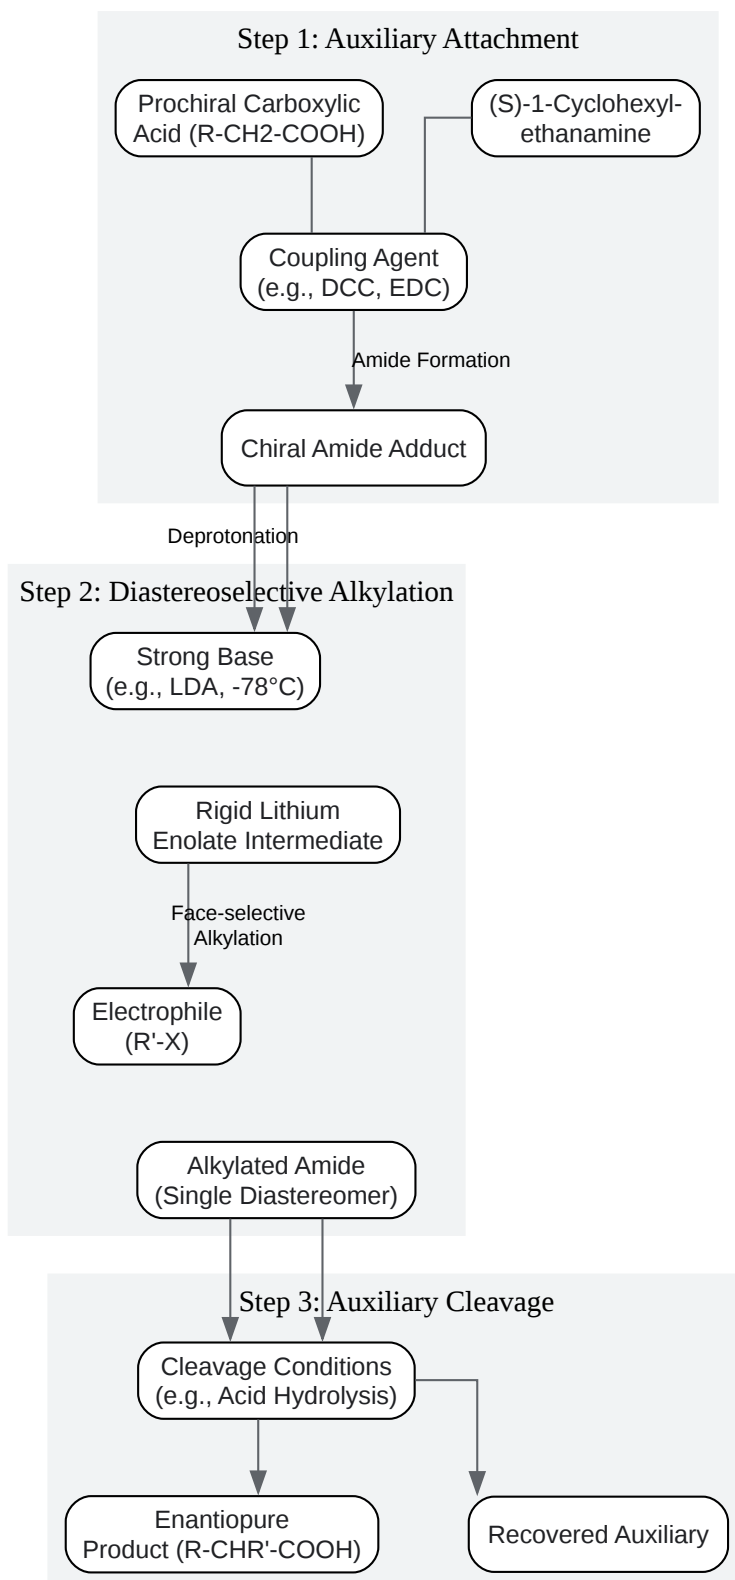 Step 1: Auxiliary Attachment
Prochiral Carboxylic
Acid (R-CH2-COOH)
(S)-1-Cyclohexyl-
ethanamine
Coupling Agent
(e.g., DCC, EDC)
Amide Formation
Chiral Amide Adduct
Deprotonation
Step 2: Diastereoselective Alkylation
Strong Base
(e.g., LDA, -78°C)
Rigid Lithium
Enolate Intermediate
Face-selective
Alkylation
Electrophile
(R'-X)
Alkylated Amide
(Single Diastereomer)
Step 3: Auxiliary Cleavage
Cleavage Conditions
(e.g., Acid Hydrolysis)
Enantiopure
Product (R-CHR'-COOH)
Recovered Auxiliary